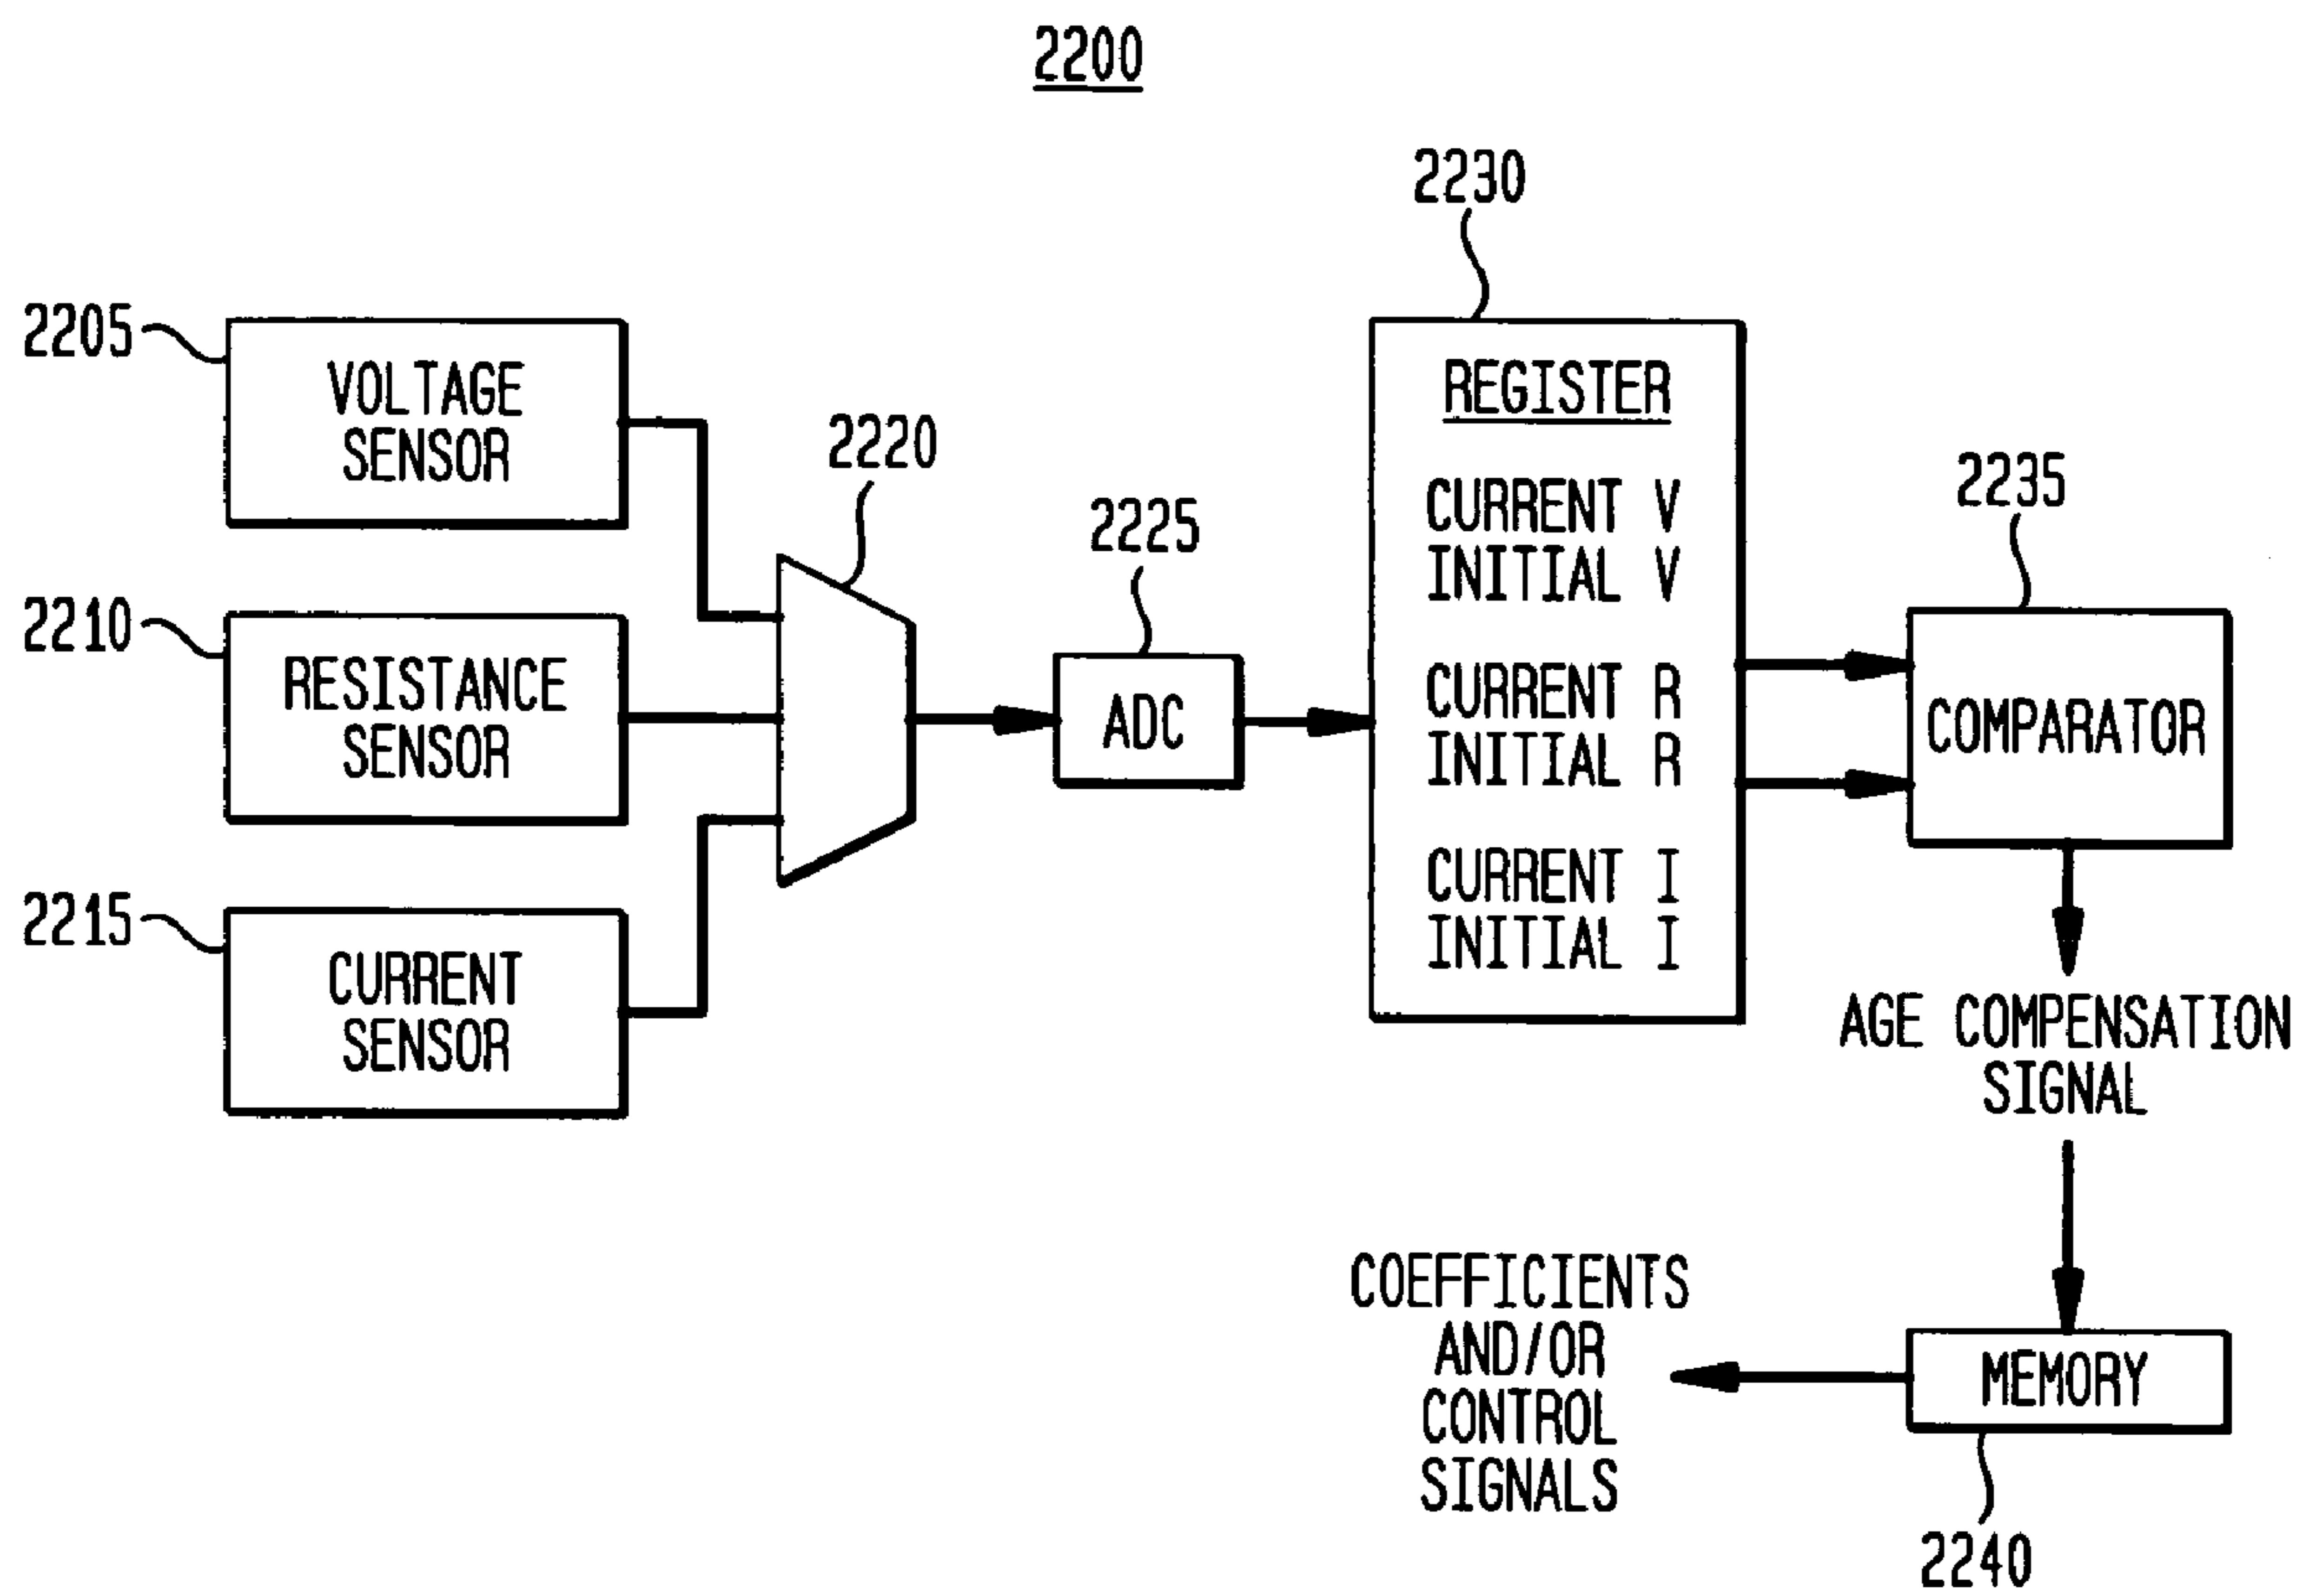 2200
2230
2205
VOLTAGE
SENSOR
2220
REGISTER
CURRENT V
INITIAL V
2225
2235
2210
RESISTANCE
SENSOR
ADC
CURRENT R
INITIAL R
COMPARATOR
2215
CURRENT
SENSOR
CURRENT I
INITIAL I
AGE COMPENSATION
SIGNAL
COEFFICIENTS
AND/OR
CONTROL
SIGNALS
MEMORY
2240